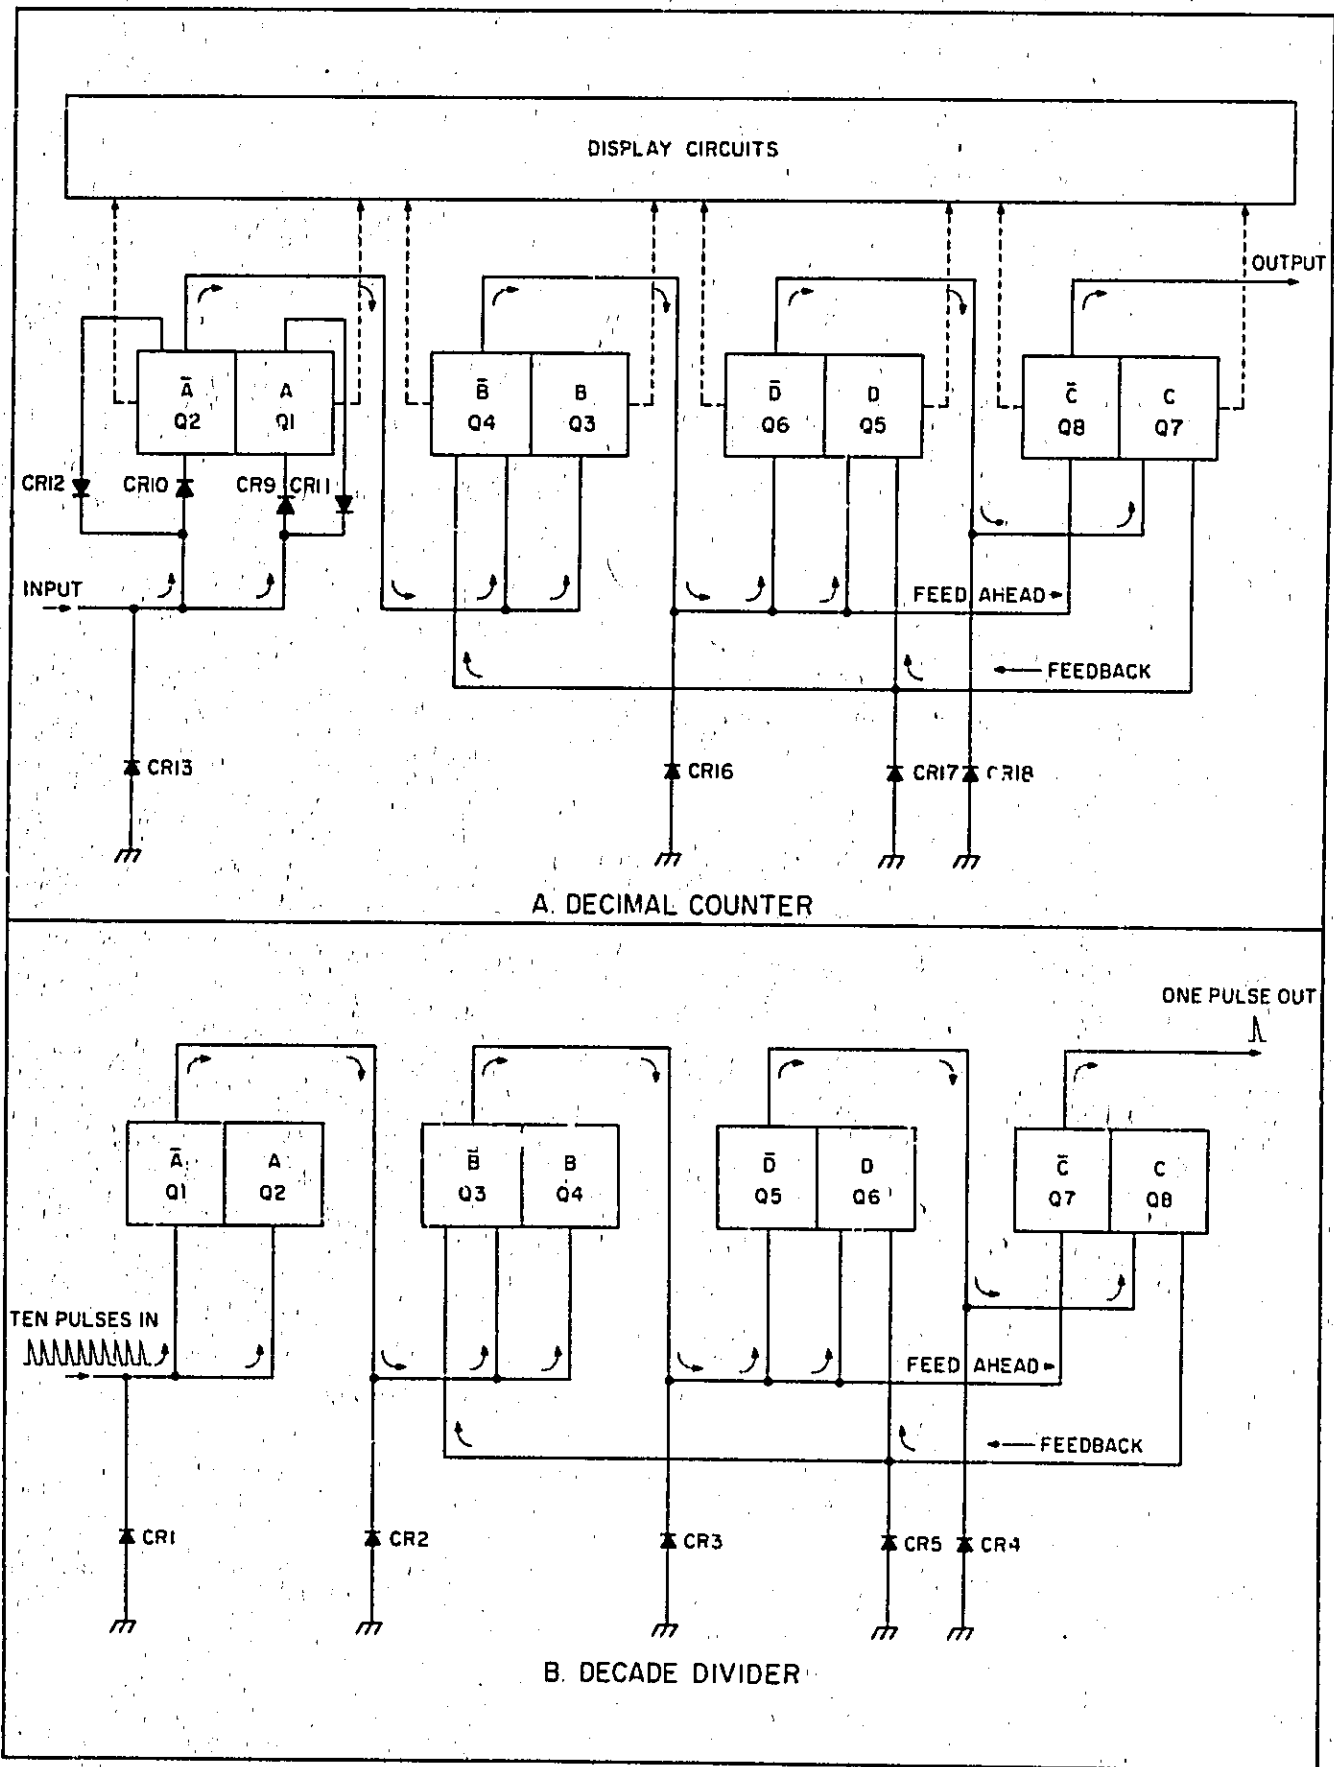 DISPLAY CIRCUITS
OUTPUT
Ā A B̄ B D̄ D C̄ C
Q2 Q1 Q4 Q3 Q6 Q5 Q8 Q7
CR12 CR10 CR9 CR11
INPUT
FEED AHEAD
FEEDBACK
CR13 CR16 CR17 CR18
A. DECIMAL COUNTER
ONE PULSE OUT
Ā A B̄ B D̄ D C̄ C
Q1 Q2 Q3 Q4 Q5 Q6 Q7 Q8
TEN PULSES IN
FEED AHEAD
FEEDBACK
CR1 CR2 CR3 CR5 CR4
B. DECADE DIVIDER